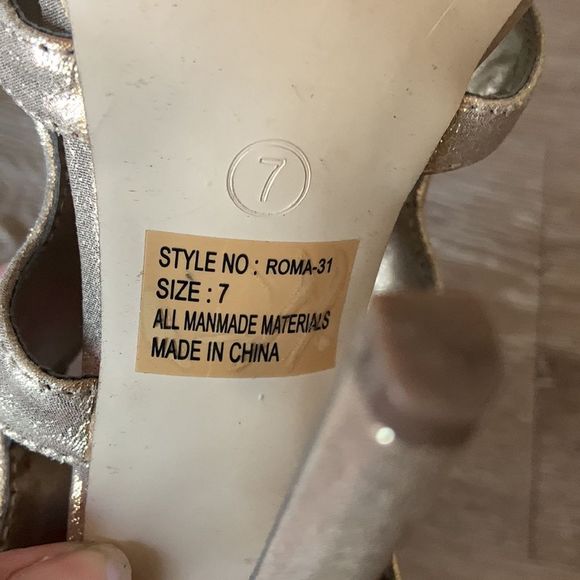 7
STYLE NO : ROMA-31
SIZE : 7
ALL MANMADE MATERIALS
MADE IN CHINA